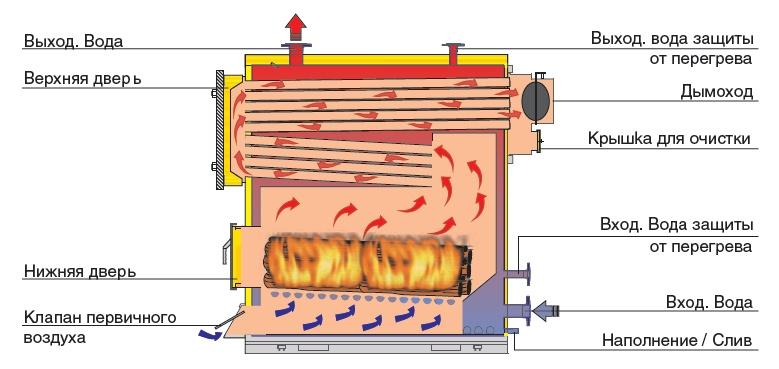 Выход. Вода
Верхняя дверь
Нижняя дверь
Клапан первичного
воздуха
Выход. вода защиты
от перегрева
Дымоход
Крышка для очистки
Вход. Вода защиты
от перегрева
Вход. Вода
Наполнение / Слив